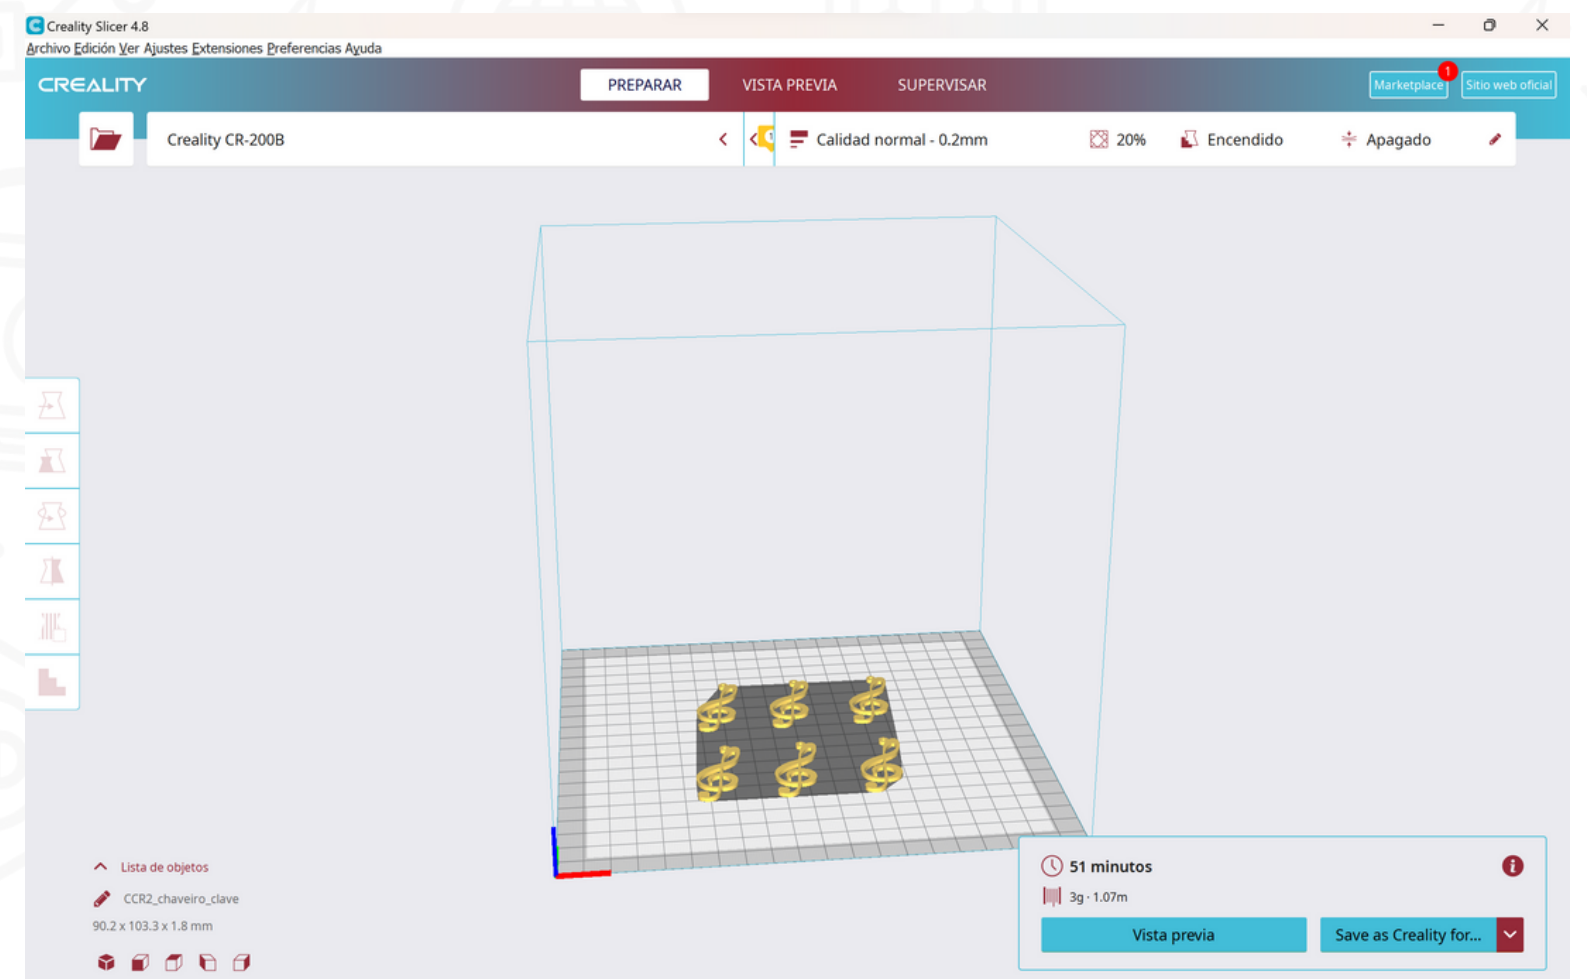 Creality Slicer 4.8
Archivo Edición Ver Ajustes Extensiones Preferencias Ayuda
CREALITY
PREPARAR
VISTA PREVIA
SUPERVISAR
Marketplace
1
Sitio web oficial
Creality CR-200B
1
Calidad normal - 0.2mm
20%
Encendido
Apagado
Lista de objetos
CCR2_chaveiro_clave
90.2 x 103.3 x 1.8 mm
51 minutos
3g · 1.07m
Vista previa
Save as Creality for...